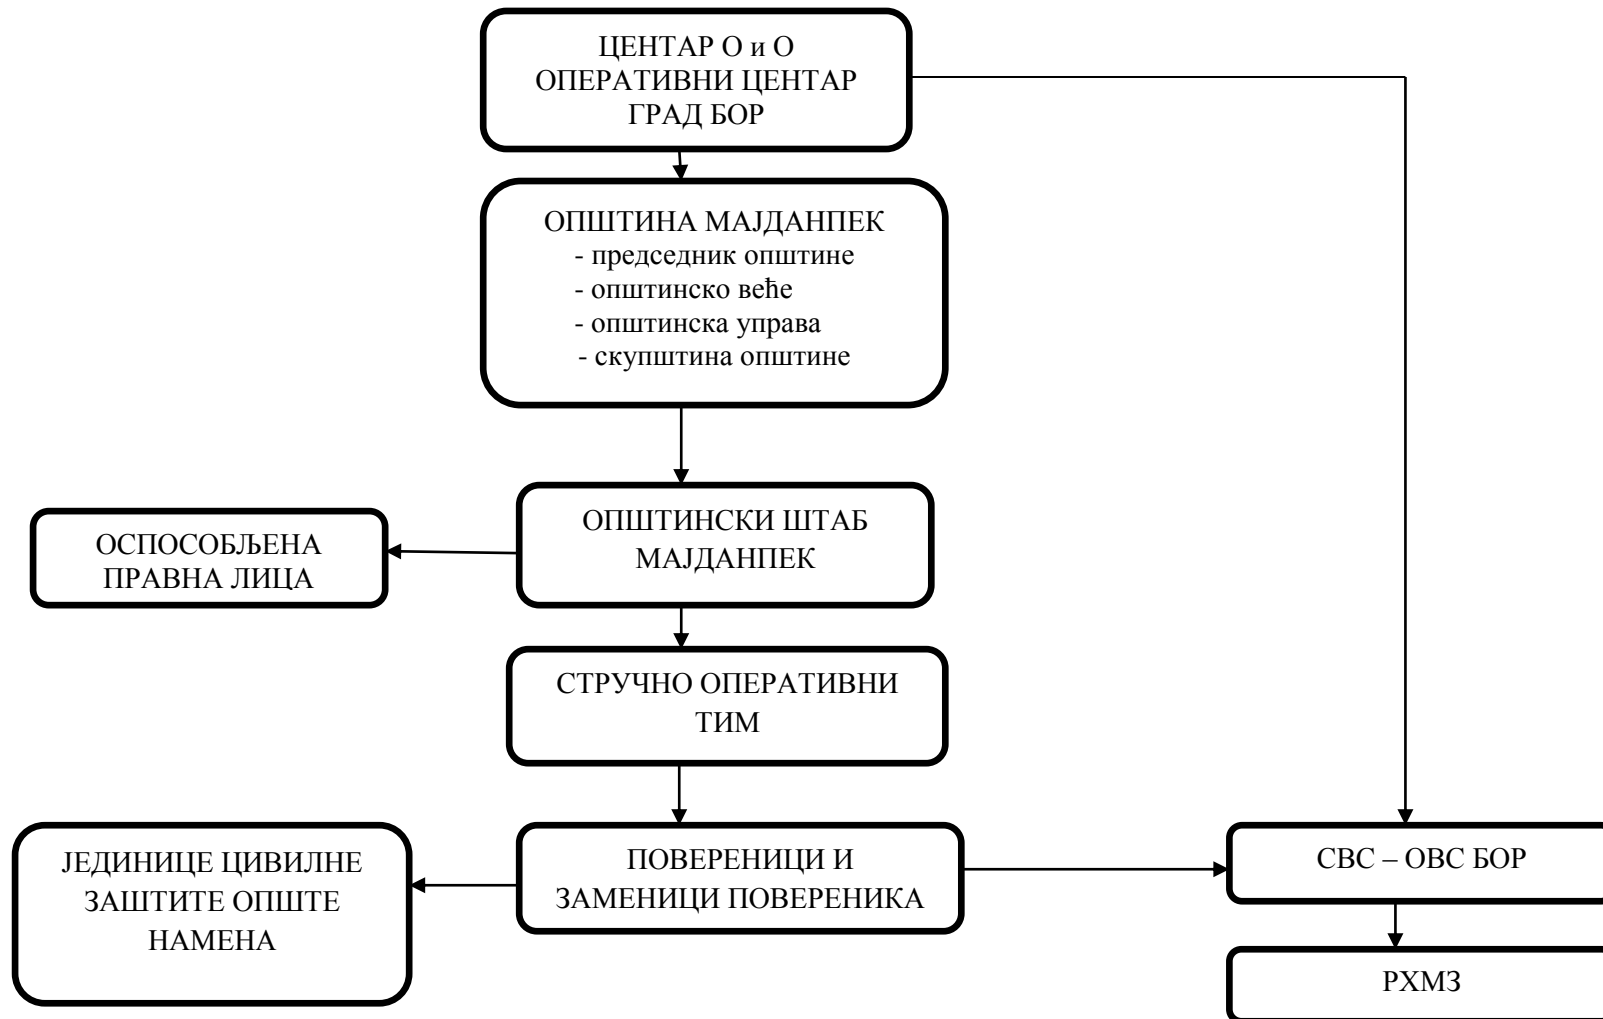 ЦЕНТАР О и О
ОПЕРАТИВНИ ЦЕНТАР
ГРАД БОР
ОПШТИНА МАЈДАНПЕК
- председник општине
- општинско веће
- општинска управа
- скупштина општине
ОПШТИНСКИ ШТАБ
МАЈДАНПЕК
ОСПОСОБЉЕНА
ПРАВНА ЛИЦА
СТРУЧНО ОПЕРАТИВНИ
ТИМ
ЈЕДИНИЦЕ ЦИВИЛНЕ
ЗАШТИТЕ ОПШТЕ
НАМЕНА
ПОВЕРЕНИЦИ И
ЗАМЕНИЦИ ПОВЕРЕНИКА
СВС – ОВС БОР
РХМЗ